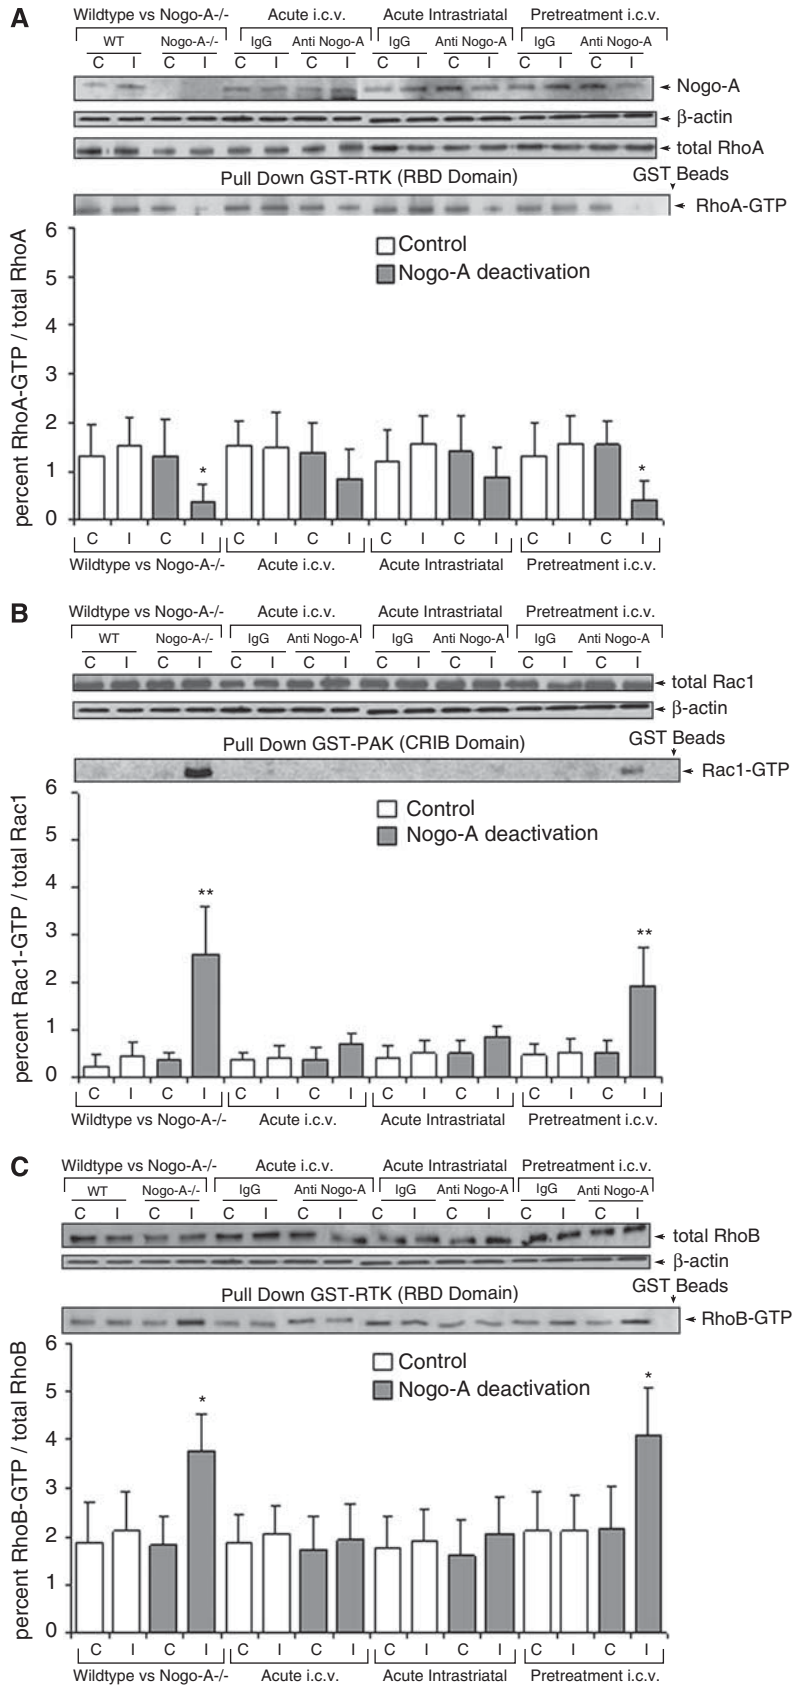 A
Wildtype vs Nogo-A-/- Acute i.c.v. Acute Intrastriatal Pretreatment i.c.v.
WT Nogo-A-/- IgG Anti Nogo-A IgG Anti Nogo-A IgG Anti Nogo-A
C I C I C I C I C I C I C I C I
Nogo-A
β-actin
total RhoA
Pull Down GST-RTK (RBD Domain) GST Beads
RhoA-GTP
percent RhoA-GTP / total RhoA
6
Control
5
Nogo-A deactivation
4
3
2
1
* *
0
C I C I C I C I C I C I C I C I
Wildtype vs Nogo-A-/- Acute i.c.v. Acute Intrastriatal Pretreatment i.c.v.
B
Wildtype vs Nogo-A-/- Acute i.c.v. Acute Intrastriatal Pretreatment i.c.v.
WT Nogo-A-/- IgG Anti Nogo-A IgG Anti Nogo-A IgG Anti Nogo-A
C I C I C I C I C I C I C I C I
total Rac1
β-actin
Pull Down GST-PAK (CRIB Domain) GST Beads
Rac1-GTP
percent Rac1-GTP / total Rac1
6
Control
5
Nogo-A deactivation
4
**
3
**
2
1
0
C I C I C I C I C I C I C I C I
Wildtype vs Nogo-A-/- Acute i.c.v. Acute Intrastriatal Pretreatment i.c.v.
C
Wildtype vs Nogo-A-/- Acute i.c.v. Acute Intrastriatal Pretreatment i.c.v.
WT Nogo-A-/- IgG Anti Nogo-A IgG Anti Nogo-A IgG Anti Nogo-A
C I C I C I C I C I C I C I C I
total RhoB
β-actin
Pull Down GST-RTK (RBD Domain) GST Beads
RhoB-GTP
percent RhoB-GTP / total RhoB
6
Control
Nogo-A deactivation
*
5
*
4
3
2
1
0
C I C I C I C I C I C I C I C I
Wildtype vs Nogo-A-/- Acute i.c.v. Acute Intrastriatal Pretreatment i.c.v.